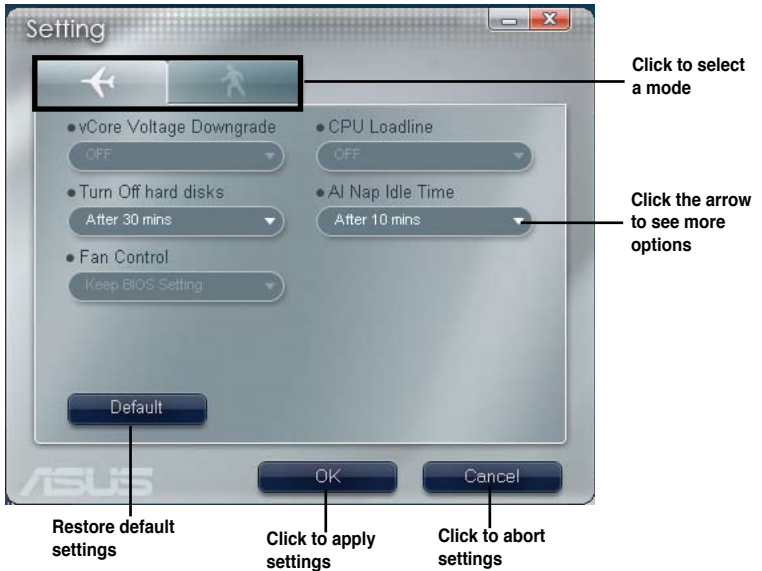 Setting
Click to select
a mode
vCore Voltage Downgrade
CPU Loadline
OFF
OFF
Turn Off hard disks
AI Nap Idle Time
After 30 mins
After 10 mins
Click the arrow
to see more
options
Fan Control
Keep BIOS Setting
Default
ASUS
OK
Cancel
Restore default
settings
Click to apply
settings
Click to abort
settings